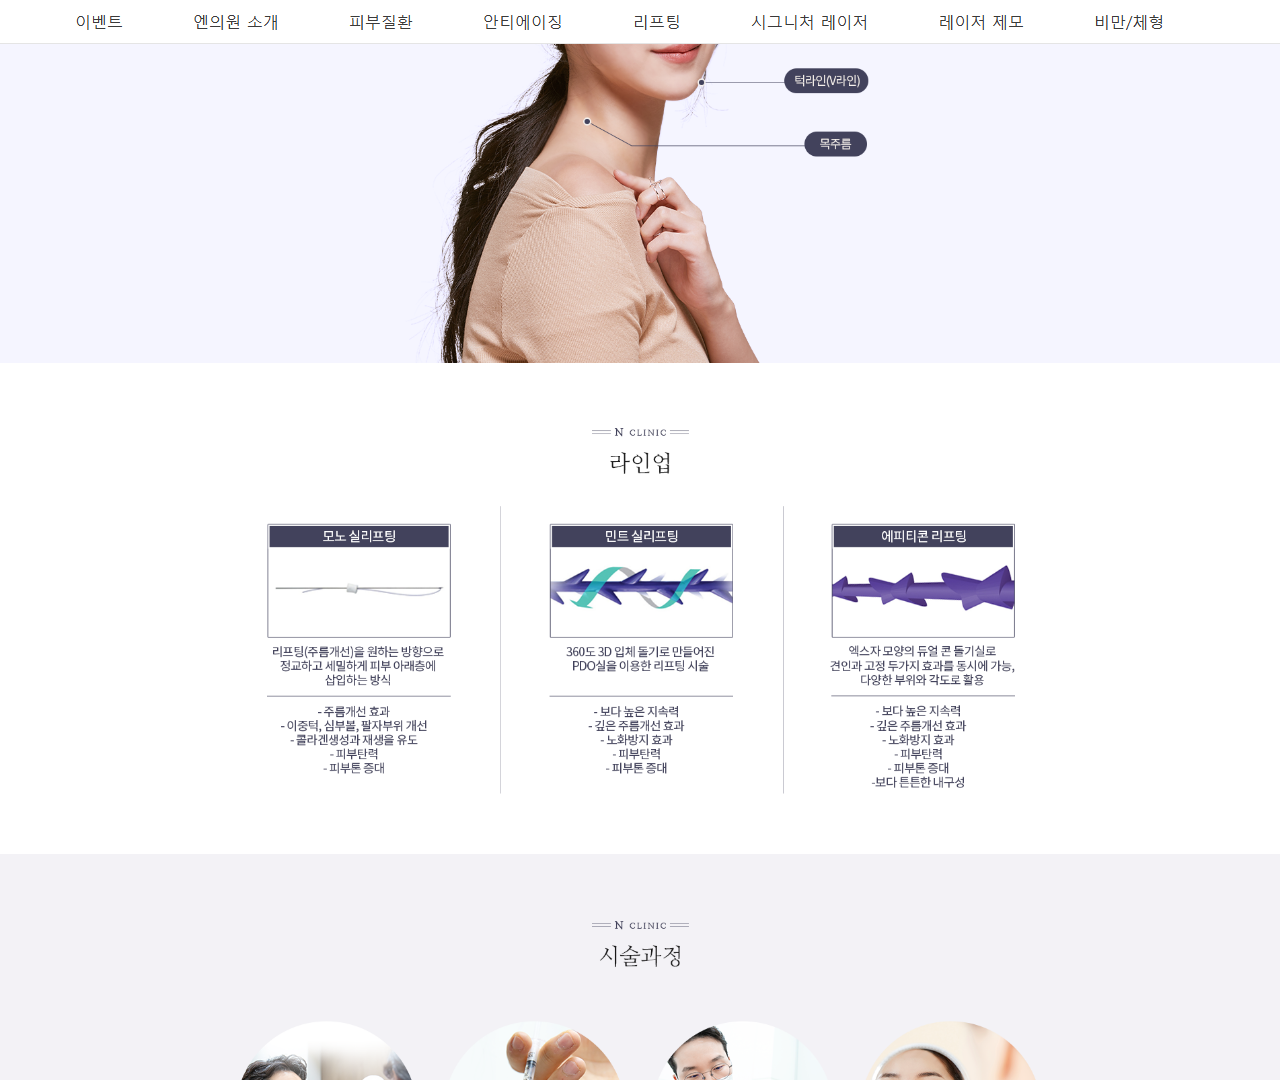 이벤트 엔의원 소개 피부질환 안티에이징 리프팅 시그니처 레이저 레이저 제모 비만/체형
턱라인(V라인)
목주름
N CLINIC
라인업
모노 실리프팅
리프팅(주름개선)을 원하는 방향으로
정교하고 세밀하게 피부 아래층에
삽입하는 방식
- 주름개선 효과
- 이중턱, 심부볼, 팔자부위 개선
- 콜라겐생성과 재생을 유도
- 피부탄력
- 피부톤 증대
민트 실리프팅
360도 3D 입체 돌기로 만들어진
PDO실을 이용한 리프팅 시술
- 보다 높은 지속력
- 깊은 주름개선 효과
- 노화방지 효과
- 피부탄력
- 피부톤 증대
에피티콘 리프팅
엑스자 모양의 듀얼 콘 돌기실로
견인과 고정 두가지 효과를 동시에 가능,
다양한 부위와 각도로 활용
- 보다 높은 지속력
- 깊은 주름개선 효과
- 노화방지 효과
- 피부탄력
- 피부톤 증대
-보다 튼튼한 내구성
N CLINIC
시술과정